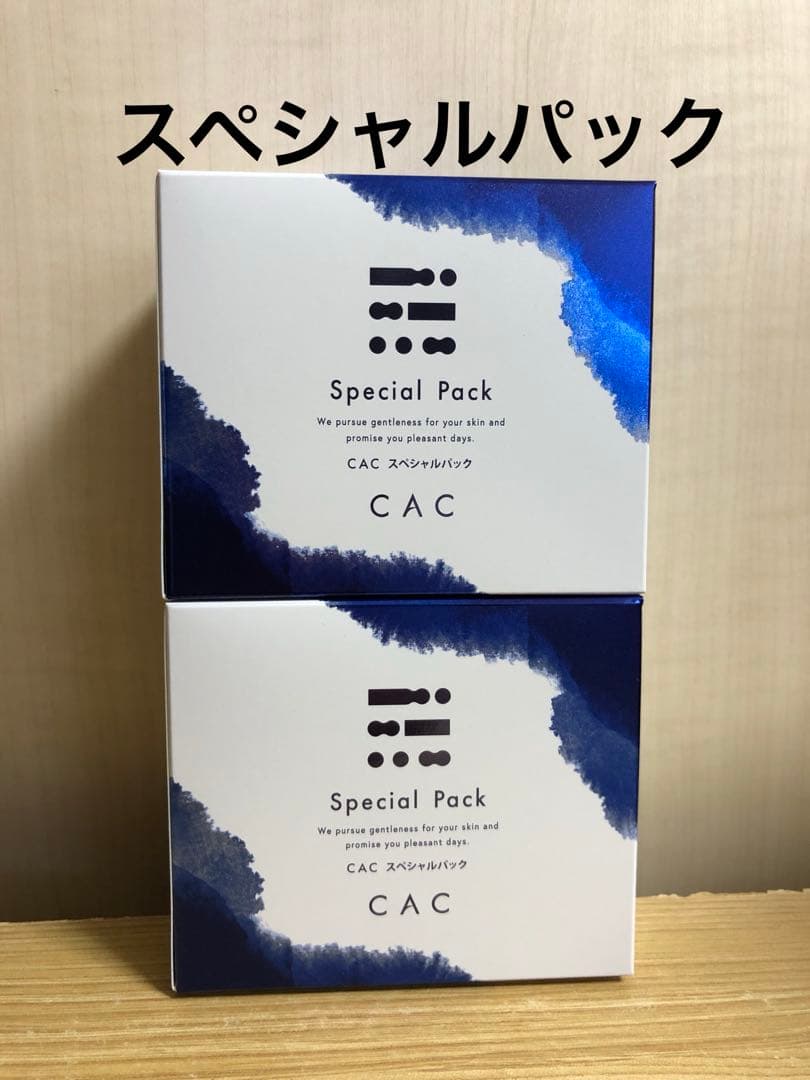 スペシャルパック
Special Pack
We pursue gentleness for your skin and
promise you pleasant days.
CAC スペシャルパック
CAC
Special Pack
We pursue gentleness for your skin and
promise you pleasant days.
CAC スペシャルパック
CAC